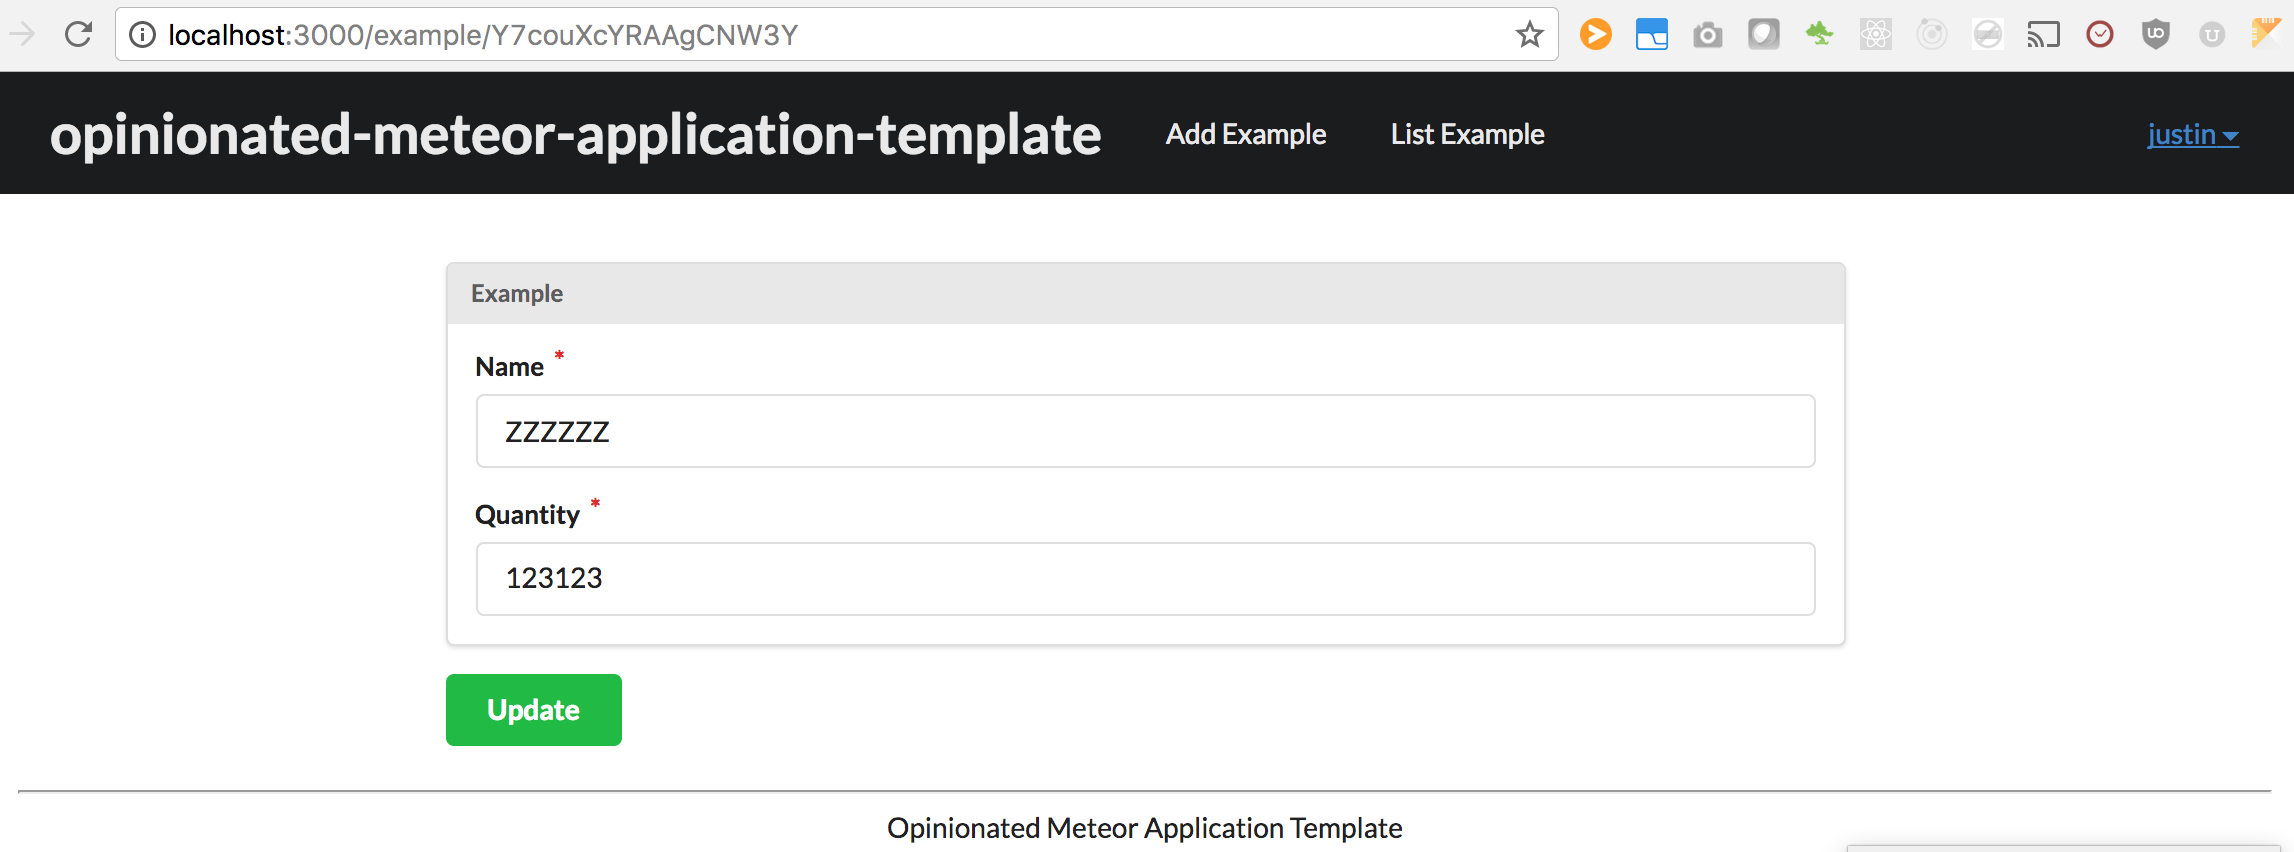 localhost:3000/example/Y7couXcYRAAgCNW3Y
opinionated-meteor-application-template Add Example List Example justin
Example
Name *
ZZZZZZ
Quantity *
123123
Update
Opinionated Meteor Application Template